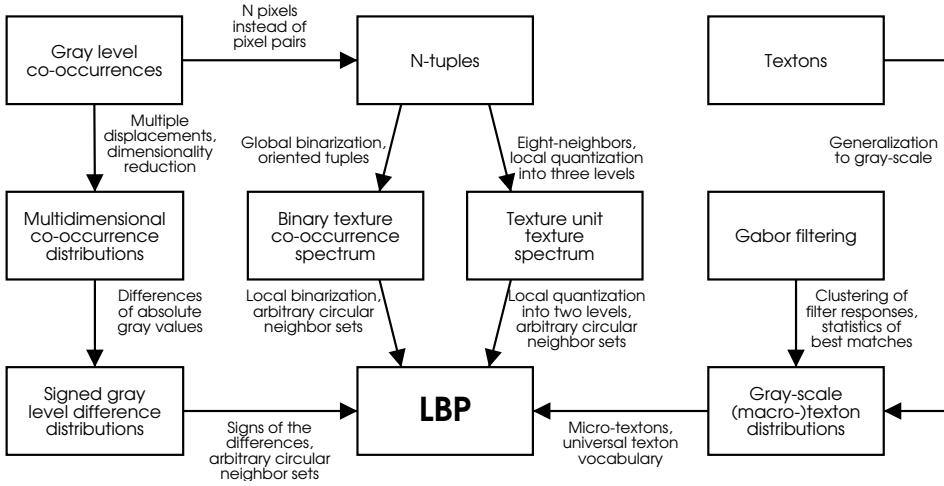 N pixels
instead of
pixel pairs
Gray level
co-occurrences
N-tuples
Textons
Multiple
displacements,
dimensionality
reduction
Global binarization,
oriented tuples
Eight-neighbors,
local quantization
into three levels
Generalization
to gray-scale
Multidimensional
co-occurrence
distributions
Binary texture
co-occurrence
spectrum
Texture unit
texture
spectrum
Gabor filtering
Differences
of absolute
gray values
Local binarization,
arbitrary circular
neighbor sets
Local quantization
into two levels,
arbitrary circular
neighbor sets
Clustering of
filter responses,
statistics of
best matches
Signed gray
level difference
distributions
LBP
Gray-scale
(macro-)texton
distributions
Signs of the
differences,
arbitrary circular
neighbor sets
Micro-textons,
universal texton
vocabulary